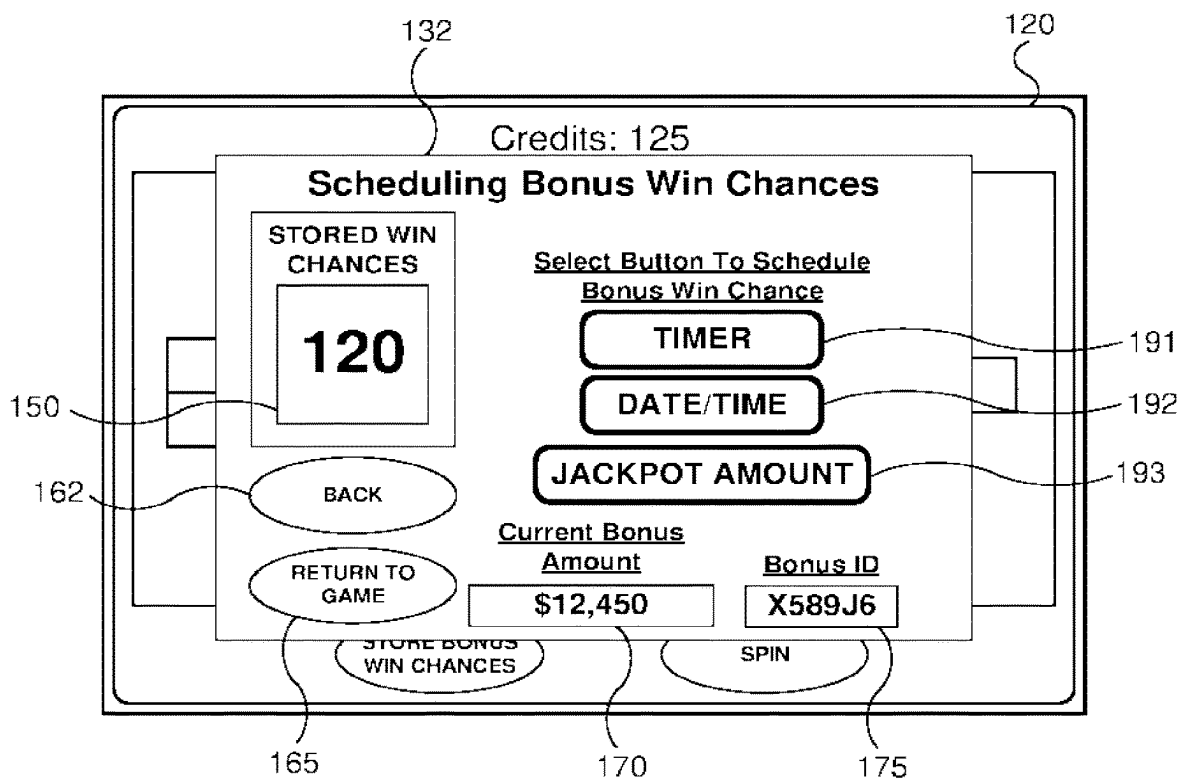 132
120
Credits: 125
Scheduling Bonus Win Chances
STORED WIN
CHANCES
120
Select Button To Schedule
Bonus Win Chance
TIMER
191
DATE/TIME
192
150
JACKPOT AMOUNT
193
162
BACK
Current Bonus
Amount
Bonus ID
RETURN TO
GAME
$12,450
X589J6
STORE BONUS
WIN CHANCES
SPIN
165
170
175